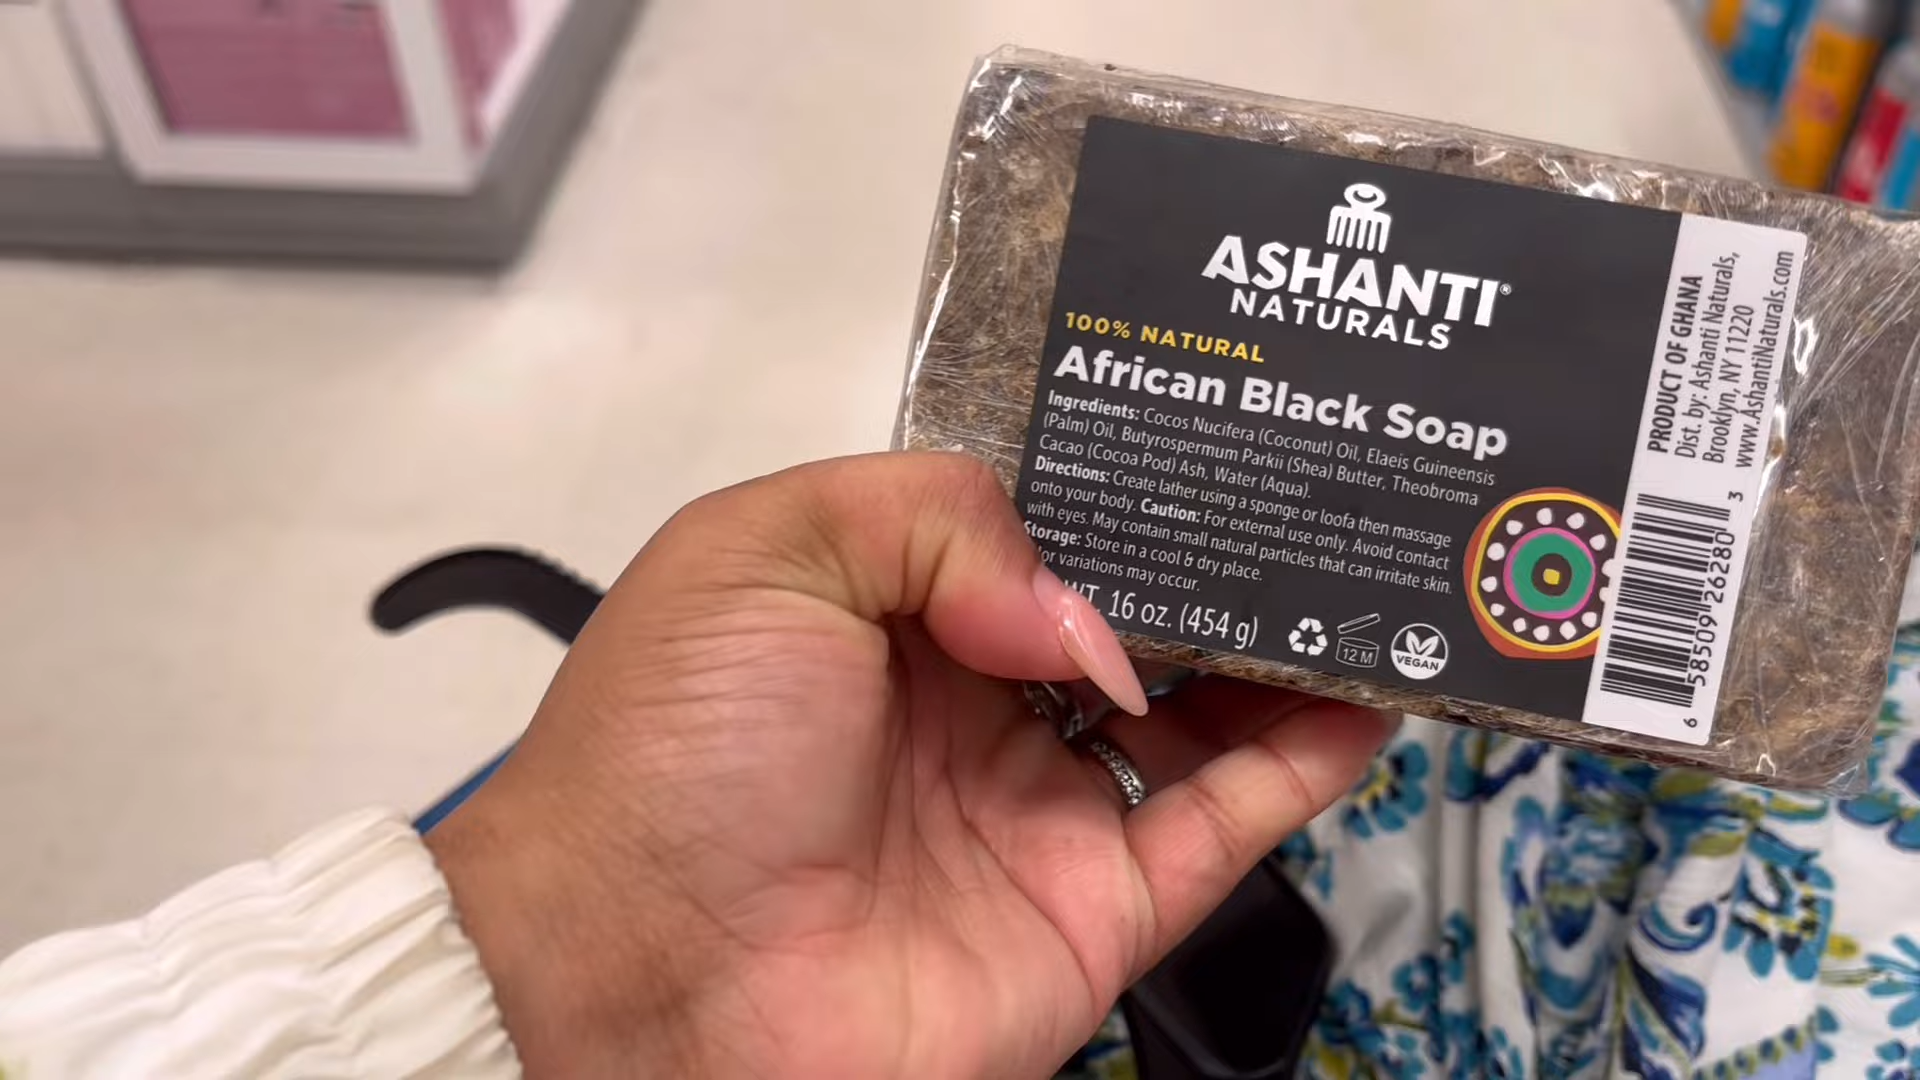 ASHANTI®
NATURALS
100% NATURAL
African Black Soap
Ingredients: Cocos Nucifera (Coconut) Oil, Elaeis Guineensis
(Palm) Oil, Butyrospermum Parkii (Shea) Butter, Theobroma
Cacao (Cocoa Pod) Ash, Water (Aqua).
Directions: Create lather using a sponge or loofa then massage
onto your body. Caution: For external use only. Avoid contact
with eyes. May contain small natural particles that can irritate skin.
Storage: Store in a cool & dry place.
variations may occur.
16 oz. (454 g)
12 M
VEGAN
PRODUCT OF GHANA
Dist. by: Ashanti Naturals,
Brooklyn, NY 11220
www.AshantiNaturals.com
6 58509 26280 3